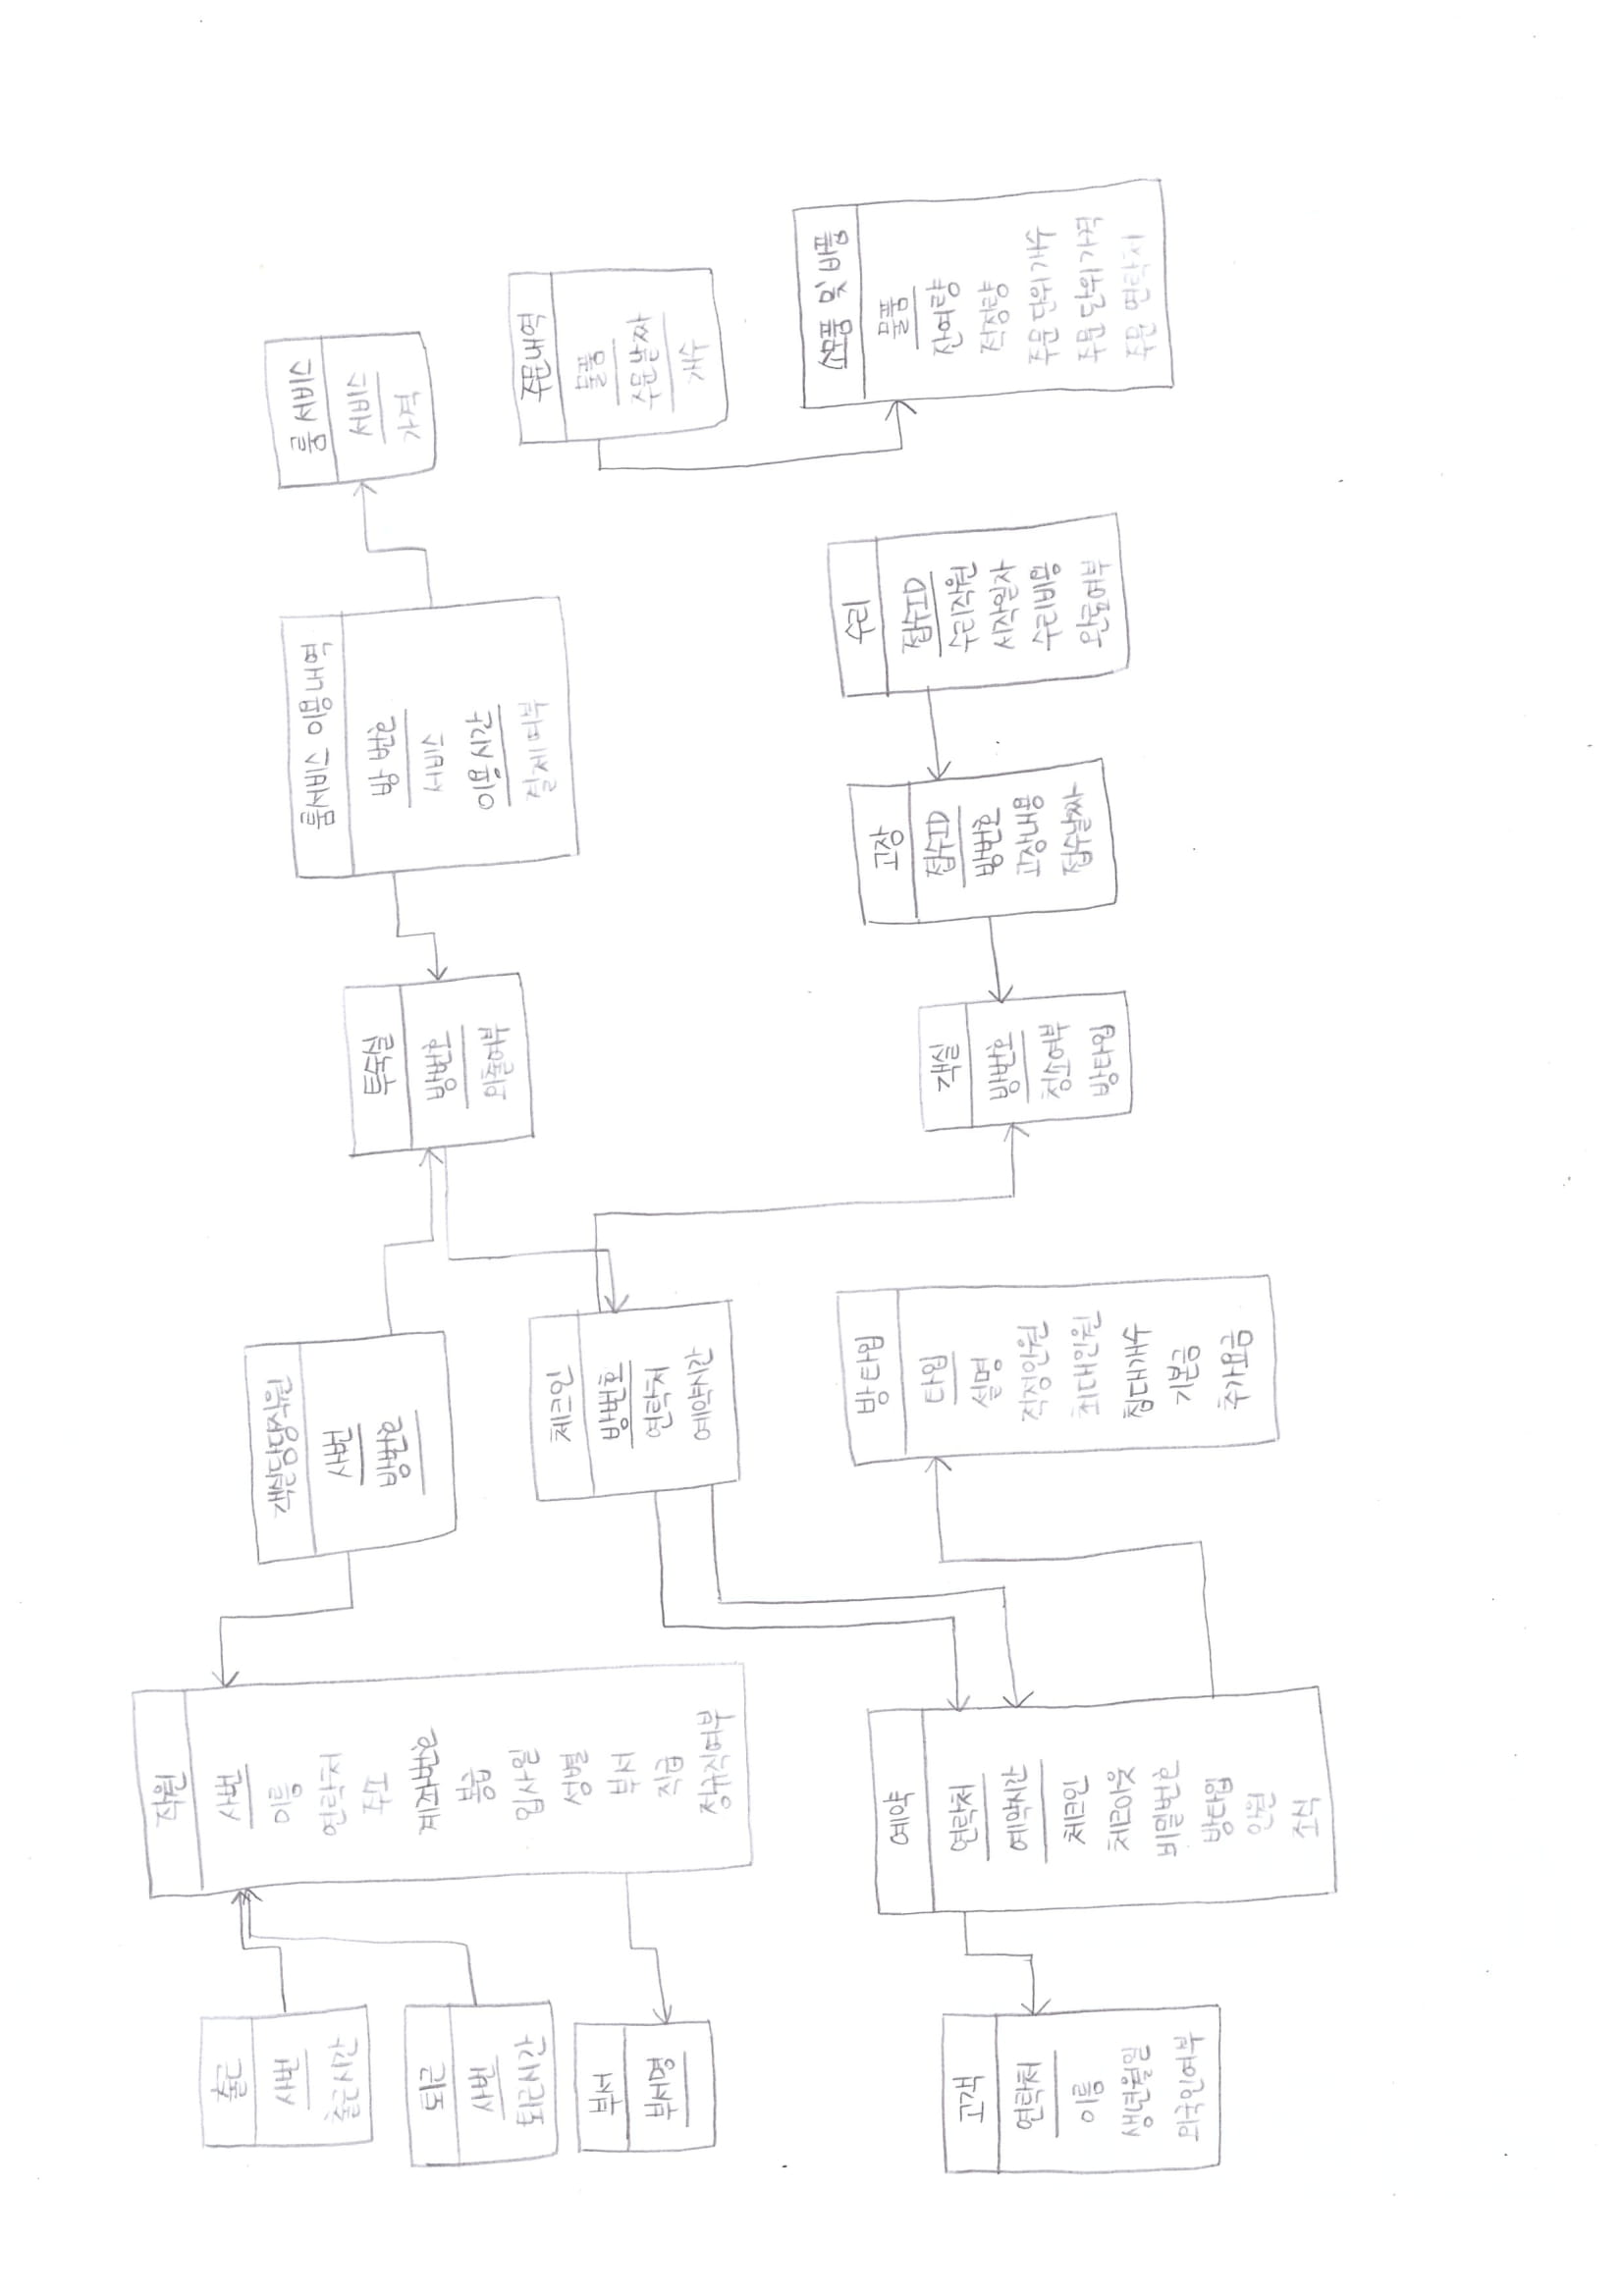 출근
사번
출근시간
퇴근
사번
퇴근시간
부서
부서명
직원
사번
이름
연락처
주소
계좌번호
봉급
입사일
성별
부서
직급
정규직여부
객실담당직원
사번
방번호
투숙실
방번호
외출여부
룸서비스 이용내역
방 번호
서비스
이용시간
결제 여부
룸 서비스
서비스
가격
체크인
방번호
연락처
예약시간
주문내역
물품
주문날짜
개수
고객
연락처
이름
생년월일
외국인여부
예약
연락처
예약시간
체크인
체크아웃
비밀번호
방타입
인원
조식
방 타입
타입
설명
적정인원
최대인원
침대개수
기본금
추가요금
객실
방번호
청소여부
방타입
고장
접수ID
방번호
고장내용
접수날짜
수리
접수ID
수리직원
시작일자
수리비용
완료여부
소모품 및 비품
물품
잔여량
적정량
주문 단위 개수
주문 단위 가격
주문 연락처